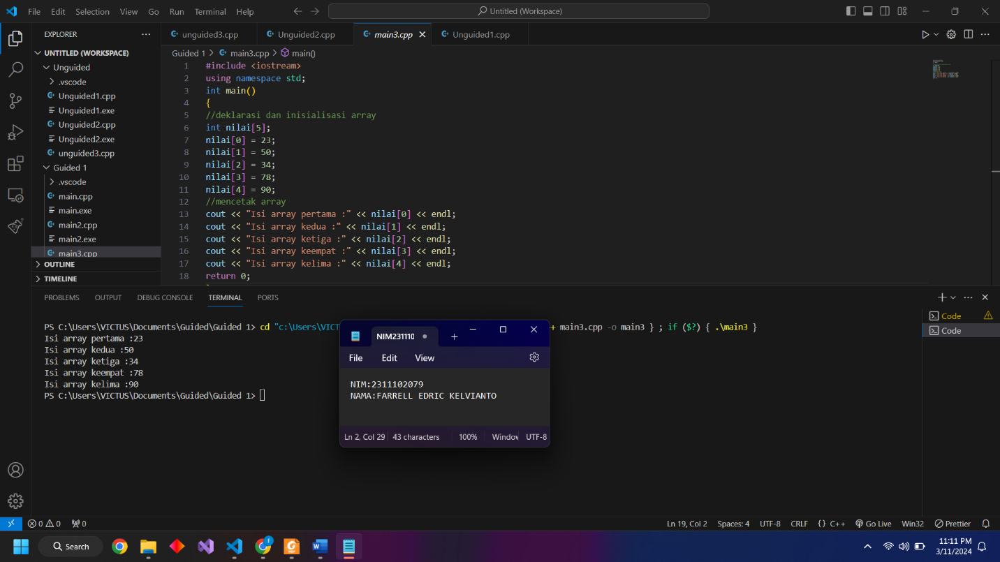 File Edit Selection View Go Run Terminal Help
Untitled (Workspace)
EXPLORER
UNTITLED (WORKSPACE)
Unguided
.vscode
Unguided1.cpp
Unguided1.exe
Unguided2.cpp
Unguided2.exe
unguided3.cpp
Guided 1
.vscode
main.cpp
main.exe
main2.cpp
main2.exe
main3.cpp
OUTLINE
TIMELINE
unguided3.cpp Unguided2.cpp main3.cpp Unguided1.cpp
Guided 1 > main3.cpp > main()
1 #include <iostream>
2 using namespace std;
3 int main()
4 {
5 //deklarasi dan inisialisasi array
6 int nilai[5];
7 nilai[0] = 23;
8 nilai[1] = 50;
9 nilai[2] = 34;
10 nilai[3] = 78;
11 nilai[4] = 90;
12 //mencetak array
13 cout << "Isi array pertama :" << nilai[0] << endl;
14 cout << "Isi array kedua :" << nilai[1] << endl;
15 cout << "Isi array ketiga :" << nilai[2] << endl;
16 cout << "Isi array keempat :" << nilai[3] << endl;
17 cout << "Isi array kelima :" << nilai[4] << endl;
18 return 0;
PROBLEMS OUTPUT DEBUG CONSOLE TERMINAL PORTS
PS C:\Users\VICTUS\Documents\Guided\Guided 1> cd "c:\Users\VICT + main3.cpp -o main3 } ; if ($?) { .\main3 }
Isi array pertama :23
Isi array kedua :50
Isi array ketiga :34
Isi array keempat :78
Isi array kelima :90
PS C:\Users\VICTUS\Documents\Guided\Guided 1>
Code
Code
NIM231110
File Edit View
NIM:2311102079
NAMA:FARRELL EDRIC KELVIANTO
Ln 2, Col 29 43 characters 100% Window UTF-8
0 0 0 Ln 19, Col 2 Spaces: 4 UTF-8 CRLF {} C++ Go Live Win32 Prettier
Search
11:11 PM
3/11/2024